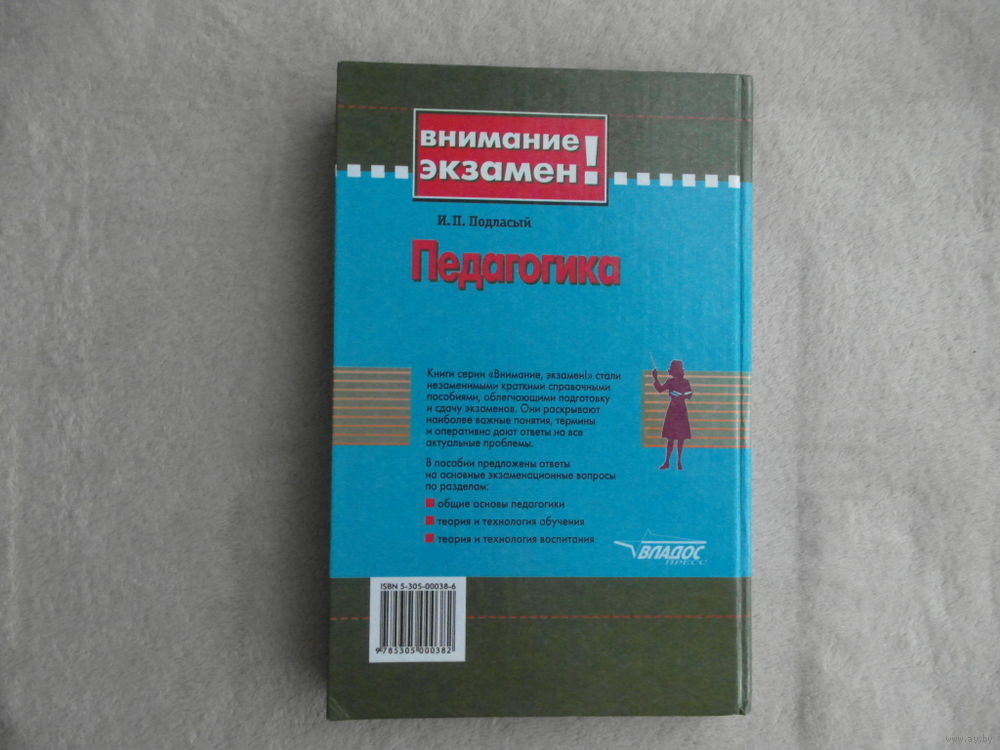 внимание
экзамен!
И. П. Подласый
Педагогика
Книги серии «Внимание, экзамен!» стали
незаменимыми краткими справочными
пособиями, облегчающими подготовку
и сдачу экзаменов. Они раскрывают
наиболее важные понятия, термины
и оперативно дают ответы на все
актуальные проблемы.
В пособии предложены ответы
на основные экзаменационные вопросы
по разделам:
общие основы педагогики
теория и технология обучения
теория и технология воспитания
ВЛАДОС
ПРЕСС
ISBN 5-305-00038-6
9 785305 000382
www.ay.by